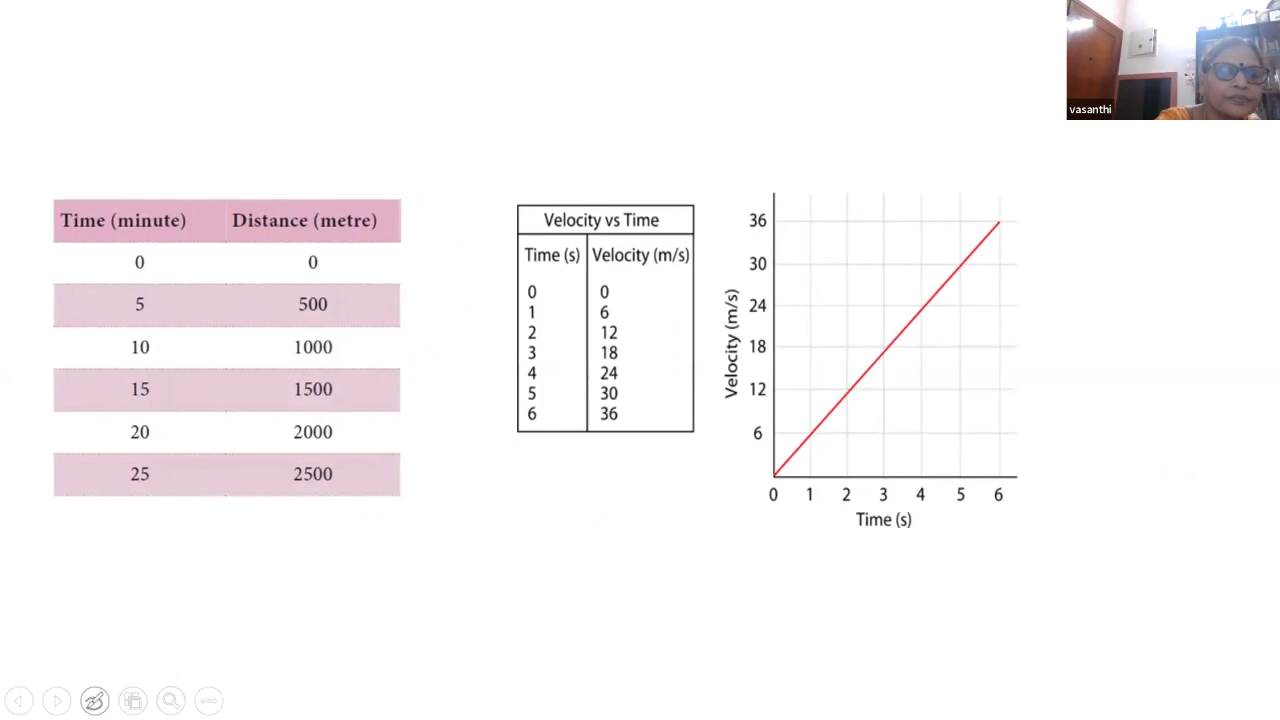 vasanthi
Time (minute) Distance (metre)
0 0
5 500
10 1000
15 1500
20 2000
25 2500
Velocity vs Time
Time (s) Velocity (m/s)
0 0
1 6
2 12
3 18
4 24
5 30
6 36
Velocity (m/s)
36
30
24
18
12
6
0 1 2 3 4 5 6
Time (s)